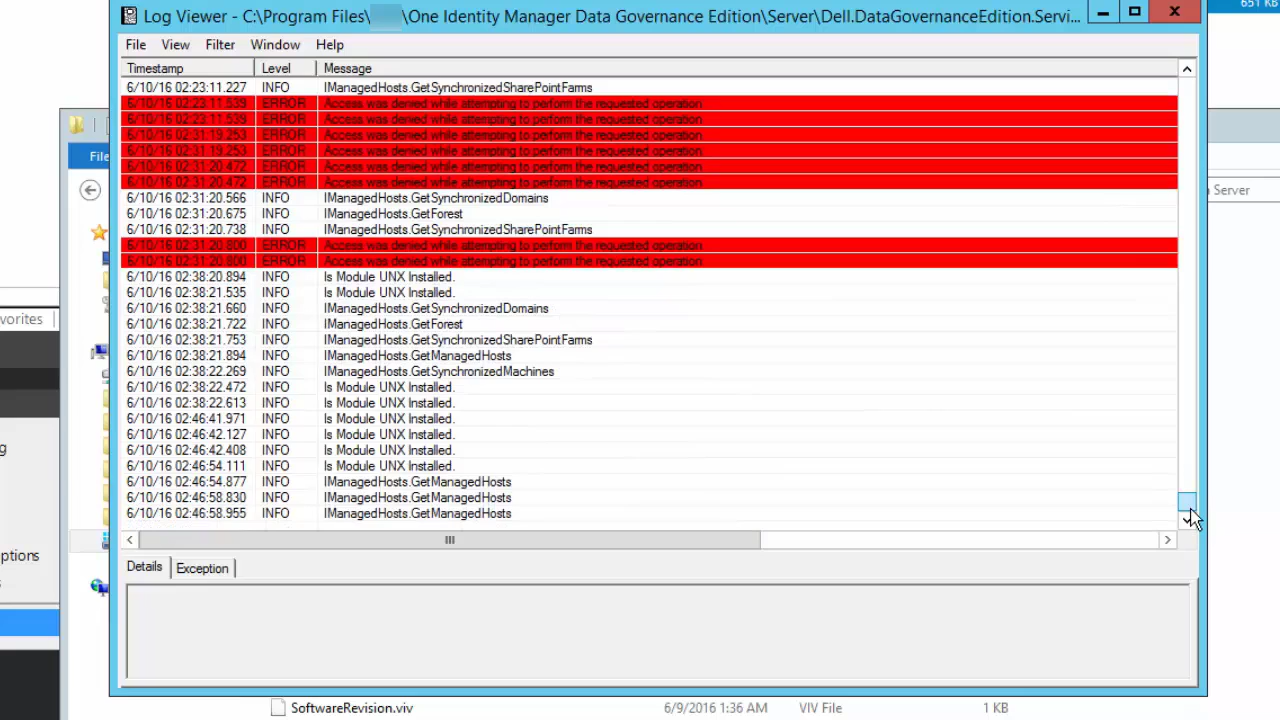 651 KB
Log Viewer - C:\Program Files\ \One Identity Manager Data Governance Edition\Server\Dell.DataGovernanceEdition.Servi...
File View Filter Window Help
Timestamp Level Message
6/10/16 02:23:11.227 INFO IManagedHosts.GetSynchronizedSharePointFarms
6/10/16 02:23:11.539 ERROR Access was denied while attempting to perform the requested operation
6/10/16 02:23:11.539 ERROR Access was denied while attempting to perform the requested operation
6/10/16 02:31:19.253 ERROR Access was denied while attempting to perform the requested operation
6/10/16 02:31:19.253 ERROR Access was denied while attempting to perform the requested operation
6/10/16 02:31:20.472 ERROR Access was denied while attempting to perform the requested operation
6/10/16 02:31:20.472 ERROR Access was denied while attempting to perform the requested operation
6/10/16 02:31:20.566 INFO IManagedHosts.GetSynchronizedDomains
6/10/16 02:31:20.675 INFO IManagedHosts.GetForest
6/10/16 02:31:20.738 INFO IManagedHosts.GetSynchronizedSharePointFarms
6/10/16 02:31:20.800 ERROR Access was denied while attempting to perform the requested operation
6/10/16 02:31:20.800 ERROR Access was denied while attempting to perform the requested operation
6/10/16 02:38:20.894 INFO Is Module UNX Installed.
6/10/16 02:38:21.535 INFO Is Module UNX Installed.
6/10/16 02:38:21.660 INFO IManagedHosts.GetSynchronizedDomains
6/10/16 02:38:21.722 INFO IManagedHosts.GetForest
6/10/16 02:38:21.753 INFO IManagedHosts.GetSynchronizedSharePointFarms
6/10/16 02:38:21.894 INFO IManagedHosts.GetManagedHosts
6/10/16 02:38:22.269 INFO IManagedHosts.GetSynchronizedMachines
6/10/16 02:38:22.472 INFO Is Module UNX Installed.
6/10/16 02:38:22.613 INFO Is Module UNX Installed.
6/10/16 02:46:41.971 INFO Is Module UNX Installed.
6/10/16 02:46:42.127 INFO Is Module UNX Installed.
6/10/16 02:46:42.408 INFO Is Module UNX Installed.
6/10/16 02:46:54.111 INFO Is Module UNX Installed.
6/10/16 02:46:54.877 INFO IManagedHosts.GetManagedHosts
6/10/16 02:46:58.830 INFO IManagedHosts.GetManagedHosts
6/10/16 02:46:58.955 INFO IManagedHosts.GetManagedHosts
Details Exception
File
Server
vorites
g
ptions
SoftwareRevision.viv 6/9/2016 1:36 AM VIV File 1 KB